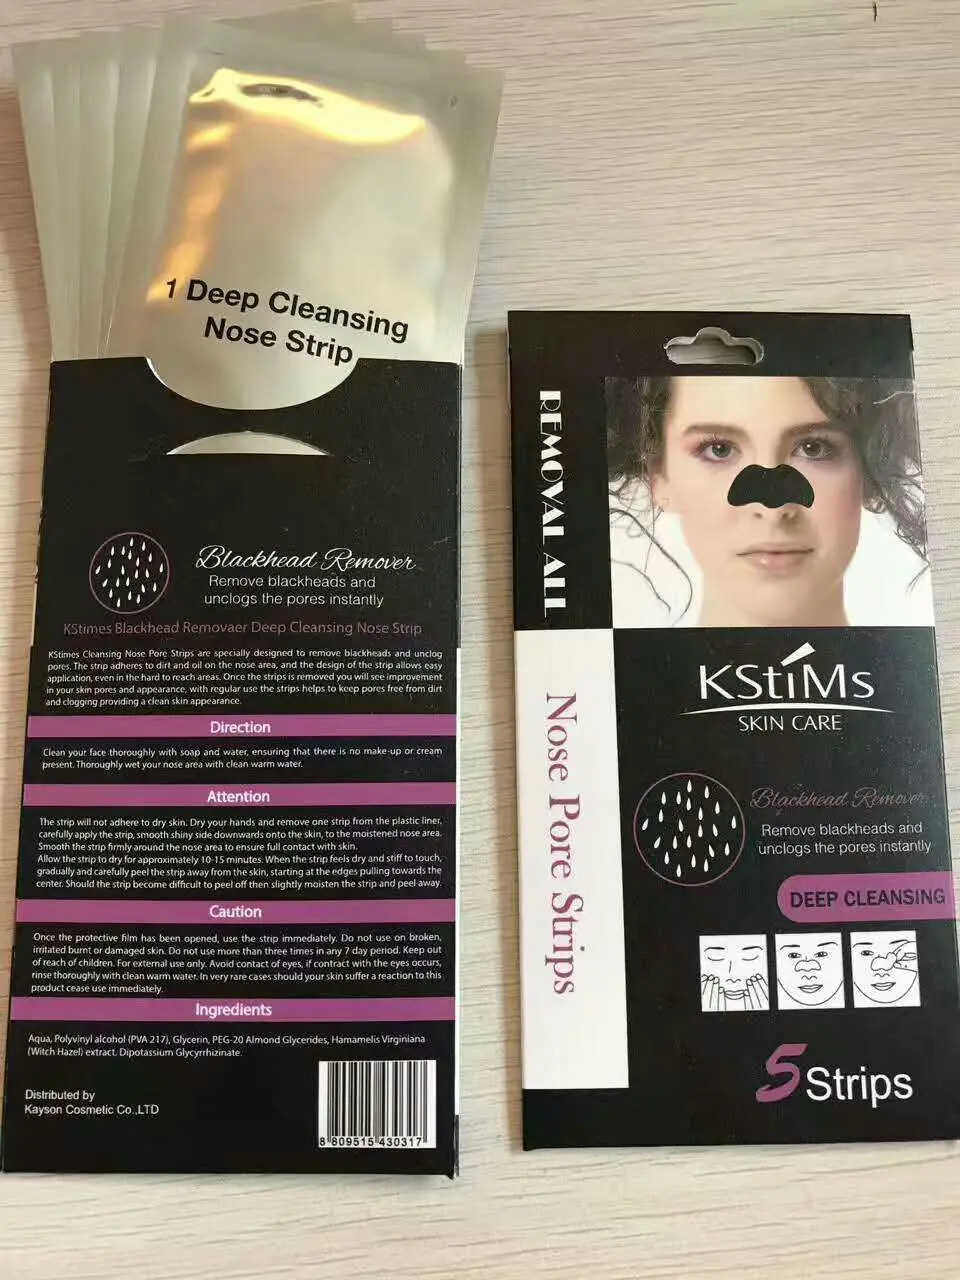 1 Deep Cleansing
Nose Strip
Blackhead Remover
Remove blackheads and
unclogs the pores instantly
KStimes Blackhead Removaer Deep Cleansing Nose Strip
KStimes Cleansing Nose Pore Strips are specially designed to remove blackheads and unclog
pores. The strip adheres to dirt and oil on the nose area, and the design of the strip allows easy
application, even in the hard to reach areas. Once the strips is removed you will see improvement
in your skin pores and appearance, with regular use the strips helps to keep pores free from dirt
and clogging providing a clean skin appearance.
Direction
Clean your face thoroughly with soap and water, ensuring that there is no make-up or cream
present. Thoroughly wet your nose area with clean warm water.
Attention
The strip will not adhere to dry skin. Dry your hands and remove one strip from the plastic liner,
carefully apply the strip, smooth shiny side downwards onto the skin, to the moistened nose area.
Smooth the strip firmly around the nose area to ensure full contact with skin.
Allow the strip to dry for approximately 10-15 minutes. When the strip feels dry and stiff to touch,
gradually and carefully peel the strip away from the skin, starting at the edges pulling towards the
center. Should the strip become difficult to peel off then slightly moisten the strip and peel away.
Caution
Once the protective film has been opened, use the strip immediately. Do not use on broken,
irritated burnt or damaged skin. Do not use more than three times in any 7 day period. Keep out
of reach of children. For external use only. Avoid contact of eyes, if contact with the eyes occurs,
rinse thoroughly with clean warm water. In very rare cases should your skin suffer a reaction to this
product cease use immediately.
Ingredients
Aqua, Polyvinyl alcohol (PVA 217), Glycerin, PEG-20 Almond Glycerides, Hamamelis Virginiana
(Witch Hazel) extract. Dipotassium Glycyrrhizinate.
Distributed by
Kayson Cosmetic Co.,LTD
8 809515 430317
REMOVAL ALL
Nose Pore Strips
KStiMs
SKIN CARE
Blackhead Remover
Remove blackheads and
unclogs the pores instantly
DEEP CLEANSING
5 Strips